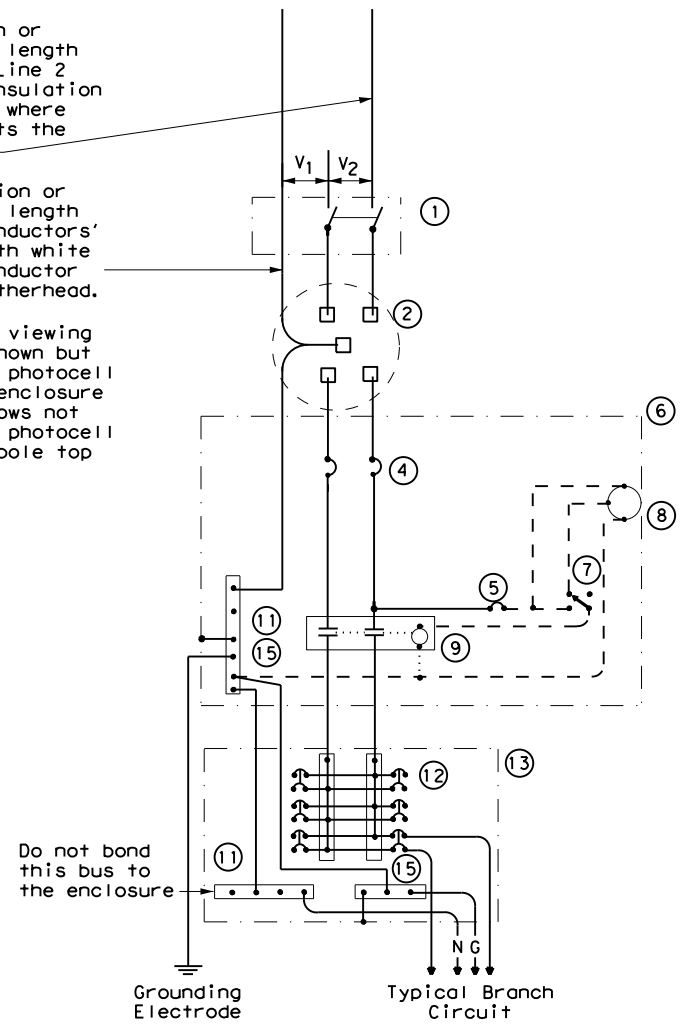 n or
length
Line 2
nsulation
where
ts the
V1
V2
ion or
length
nductors'
th white
nductor
therhead.
1
viewing
hown but
photocell
enclosure
ows not
photocell
pole top
2
6
4
8
5
7
11
15
9
12
13
Do not bond
this bus to
the enclosure
11
15
N G
Grounding
Electrode
Typical Branch
Circuit